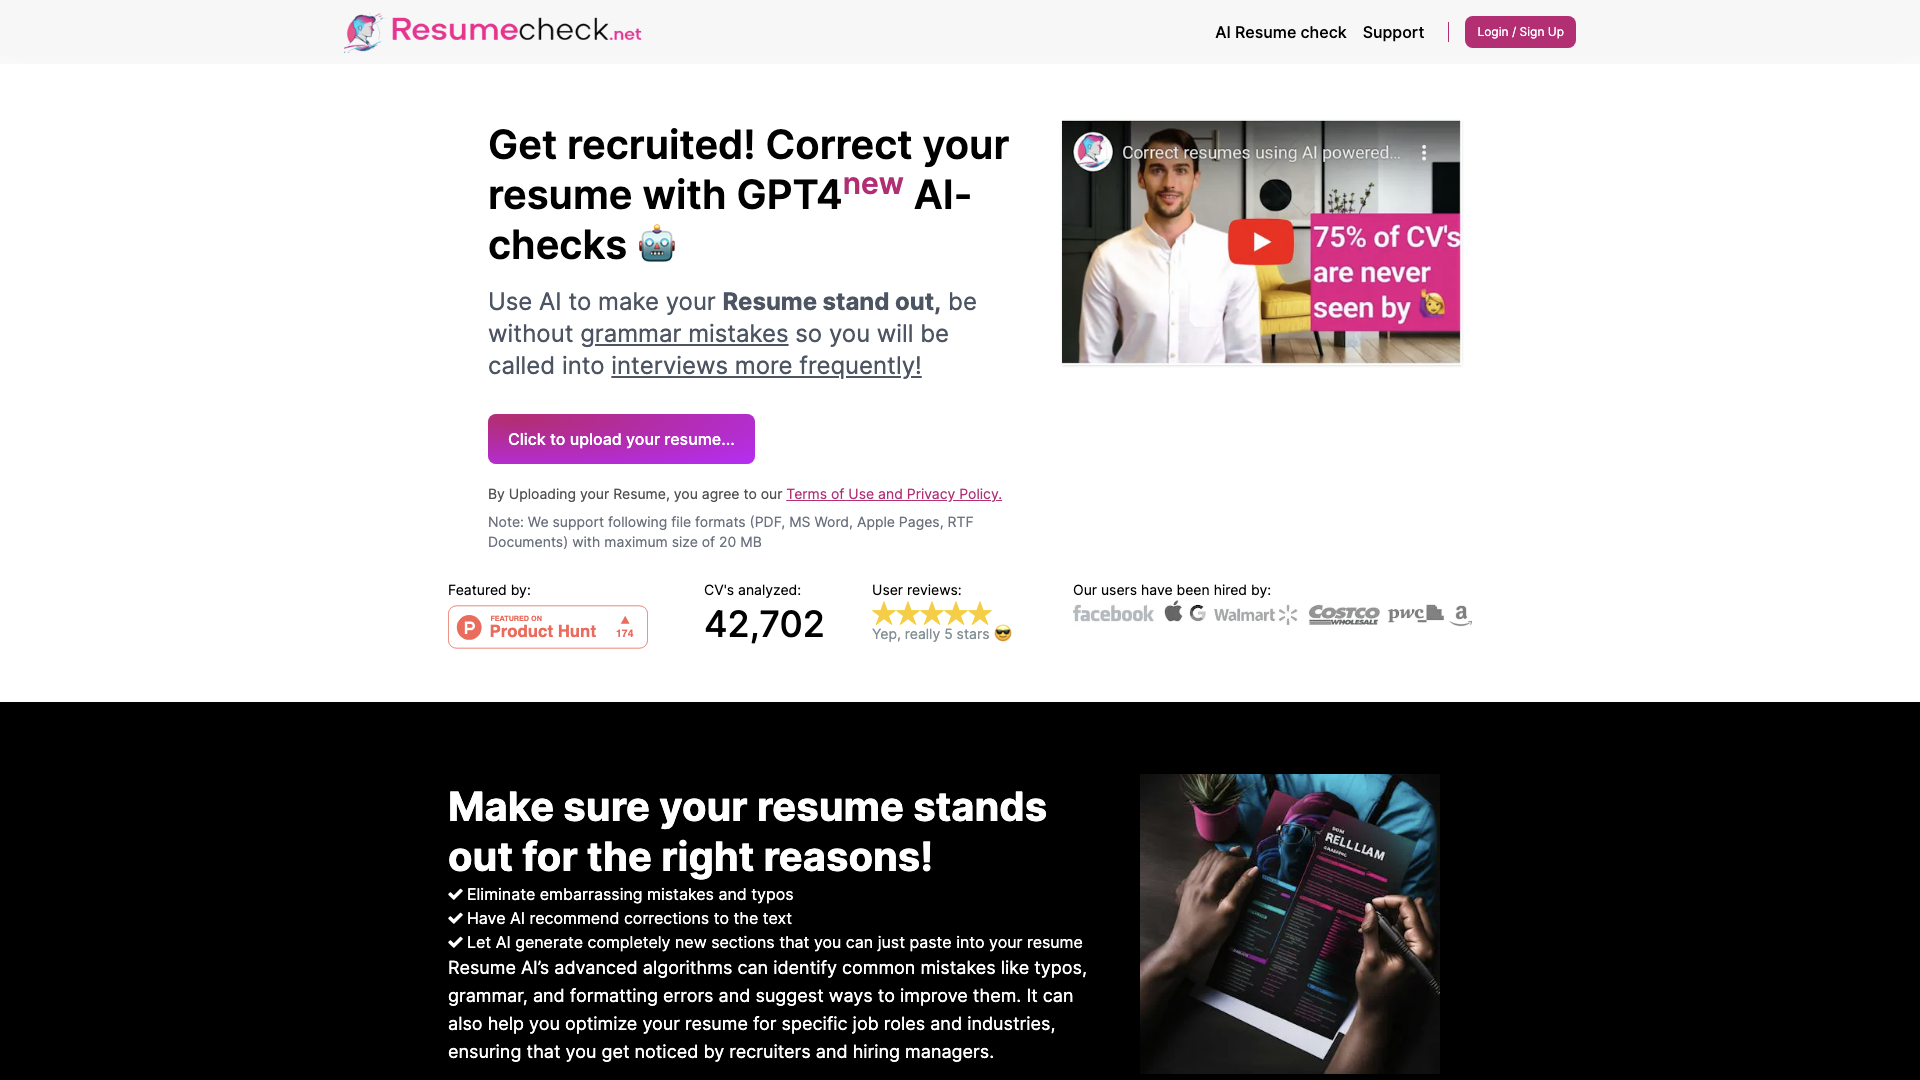 Resumecheck.net
AI Resume check
Support
Login / Sign Up
Get recruited! Correct your
resume with GPT4new AI-
checks 🤖
Use AI to make your Resume stand out, be
without grammar mistakes so you will be
called into interviews more frequently!
Click to upload your resume...
By Uploading your Resume, you agree to our Terms of Use and Privacy Policy.
Note: We support following file formats (PDF, MS Word, Apple Pages, RTF
Documents) with maximum size of 20 MB
Correct resumes using AI powered...
75% of CV's
are never
seen by 🙋‍♀️
Featured by:
FEATURED ON
Product Hunt
174
CV's analyzed:
42,702
User reviews:
Yep, really 5 stars 😎
Our users have been hired by:
facebook
G
Walmart
COSTCO
WHOLESALE
pwc
a
Make sure your resume stands
out for the right reasons!
Eliminate embarrassing mistakes and typos
Have AI recommend corrections to the text
Let AI generate completely new sections that you can just paste into your resume
Resume AI’s advanced algorithms can identify common mistakes like typos,
grammar, and formatting errors and suggest ways to improve them. It can
also help you optimize your resume for specific job roles and industries,
ensuring that you get noticed by recruiters and hiring managers.
RELLLIAM